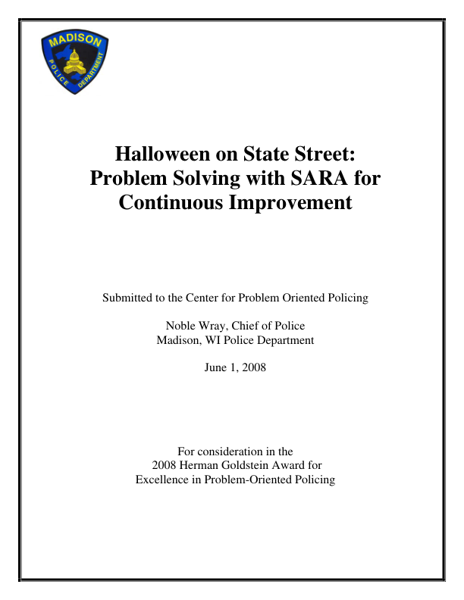 MADISON
POLICE
DEPARTMENT
Halloween on State Street:
Problem Solving with SARA for
Continuous Improvement
Submitted to the Center for Problem Oriented Policing
Noble Wray, Chief of Police
Madison, WI Police Department
June 1, 2008
For consideration in the
2008 Herman Goldstein Award for
Excellence in Problem-Oriented Policing